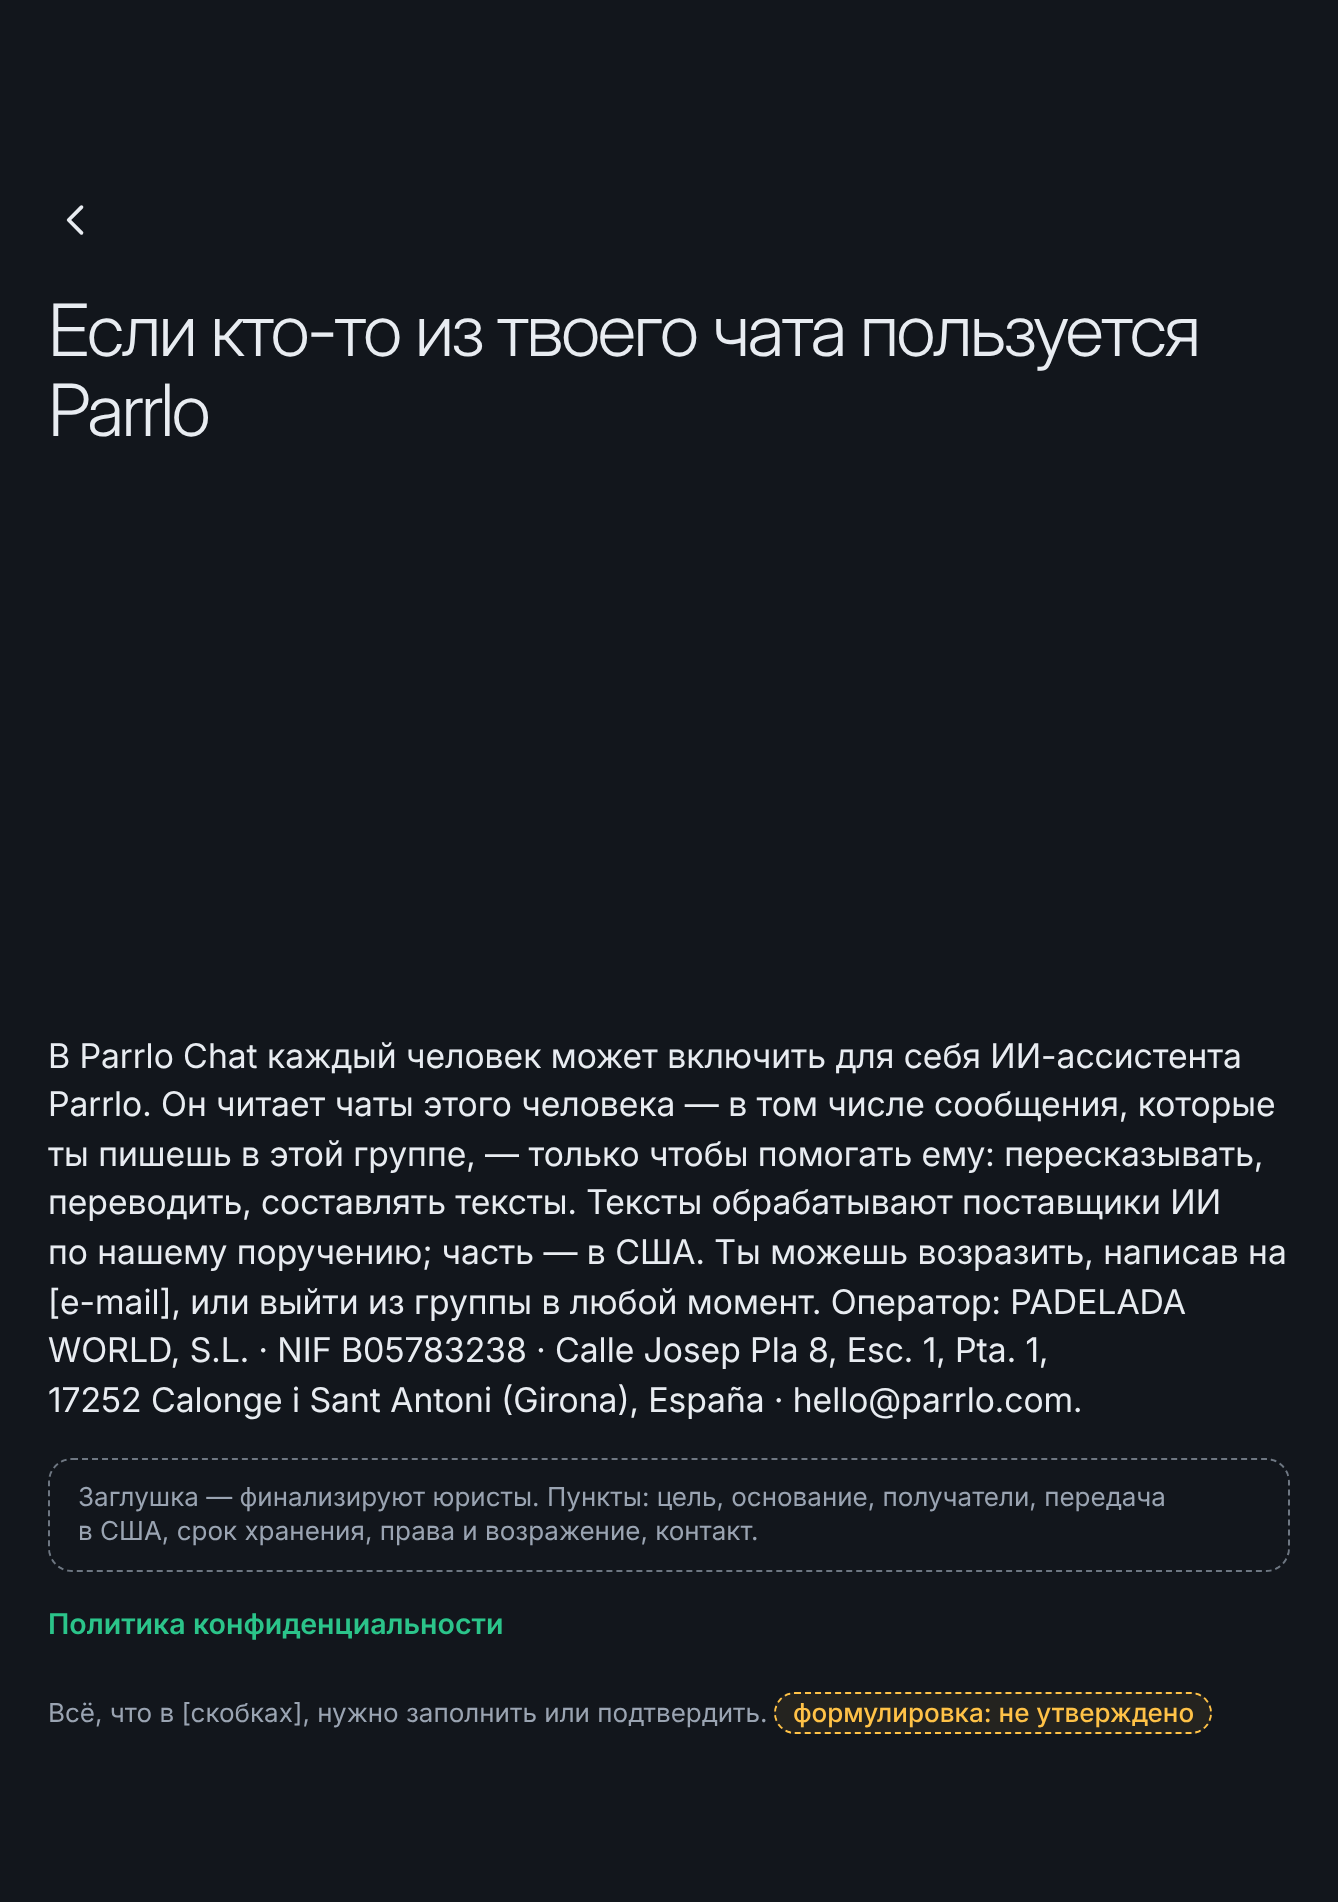 Если кто-то из твоего чата пользуется
Parrlo
В Parrlo Chat каждый человек может включить для себя ИИ-ассистента
Parrlo. Он читает чаты этого человека — в том числе сообщения, которые
ты пишешь в этой группе, — только чтобы помогать ему: пересказывать,
переводить, составлять тексты. Тексты обрабатывают поставщики ИИ
по нашему поручению; часть — в США. Ты можешь возразить, написав на
[e-mail], или выйти из группы в любой момент. Оператор: PADELADA
WORLD, S.L. · NIF B05783238 · Calle Josep Pla 8, Esc. 1, Pta. 1,
17252 Calonge i Sant Antoni (Girona), España · hello@parrlo.com.
Заглушка — финализируют юристы. Пункты: цель, основание, получатели, передача
в США, срок хранения, права и возражение, контакт.
Политика конфиденциальности
Всё, что в [скобках], нужно заполнить или подтвердить. формулировка: не утверждено